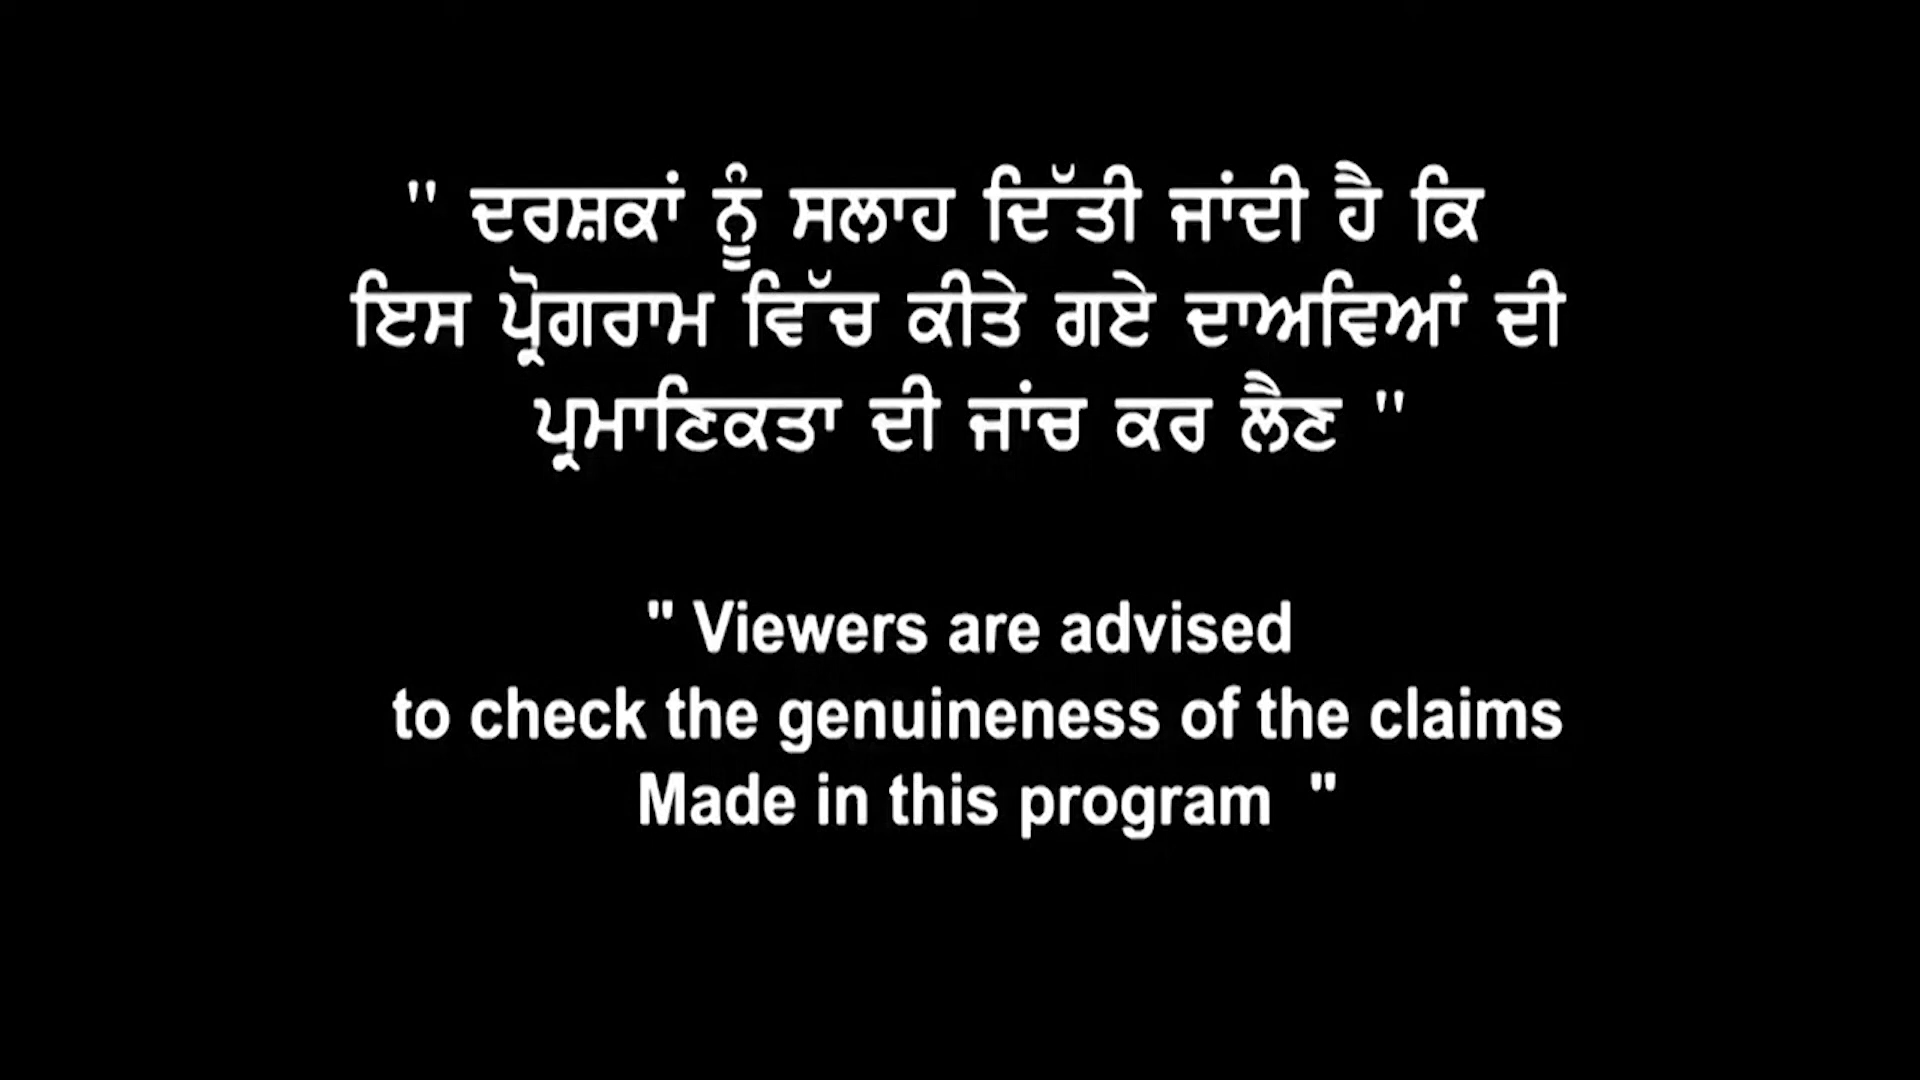 " ਦਰਸ਼ਕਾਂ ਨੂੰ ਸਲਾਹ ਦਿੱਤੀ ਜਾਂਦੀ ਹੈ ਕਿ
ਇਸ ਪ੍ਰੋਗਰਾਮ ਵਿੱਚ ਕੀਤੇ ਗਏ ਦਾਅਵਿਆਂ ਦੀ
ਪ੍ਰਮਾਣਿਕਤਾ ਦੀ ਜਾਂਚ ਕਰ ਲੈਣ "
" Viewers are advised
to check the genuineness of the claims
Made in this program "